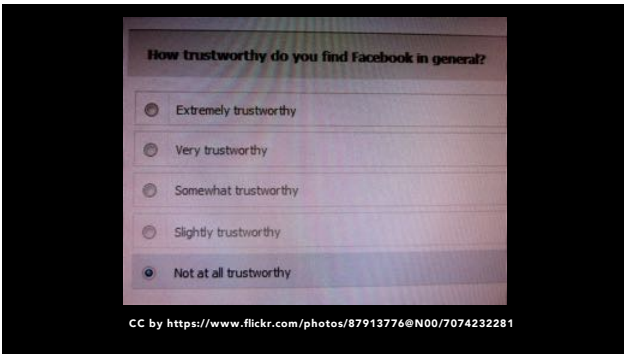 How trustworthy do you find Facebook in general?
Extremely trustworthy
Very trustworthy
Somewhat trustworthy
Slightly trustworthy
Not at all trustworthy
CC by https://www.flickr.com/photos/87913776@N00/7074232281